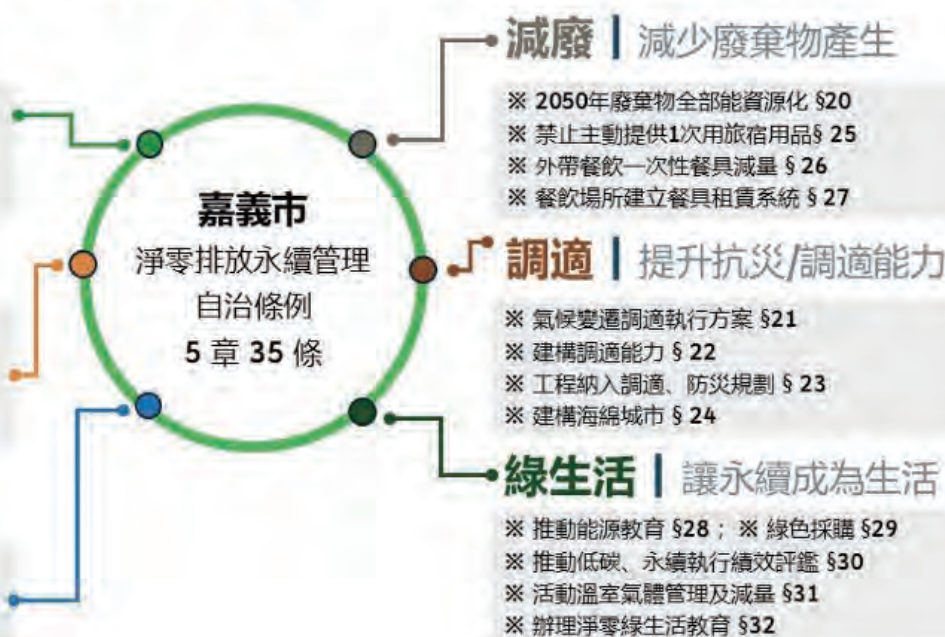 嘉義市
淨零排放永續管理
自治條例
5 章 35 條
減廢 | 減少廢棄物產生
※ 2050年廢棄物全部能資源化 §20
※ 禁止主動提供1次用旅宿用品§ 25
※ 外帶餐飲一次性餐具減量 § 26
※ 餐飲場所建立餐具租賃系統 § 27
調適 | 提升抗災/調適能力
※ 氣候變遷調適執行方案 §21
※ 建構調適能力 § 22
※ 工程納入調適、防災規劃 § 23
※ 建構海綿城市 § 24
綠生活 | 讓永續成為生活
※ 推動能源教育 §28 ; ※ 綠色採購 §29
※ 推動低碳、永續執行績效評鑑 §30
※ 活動溫室氣體管理及減量 §31
※ 辦理淨零綠生活教育 §32